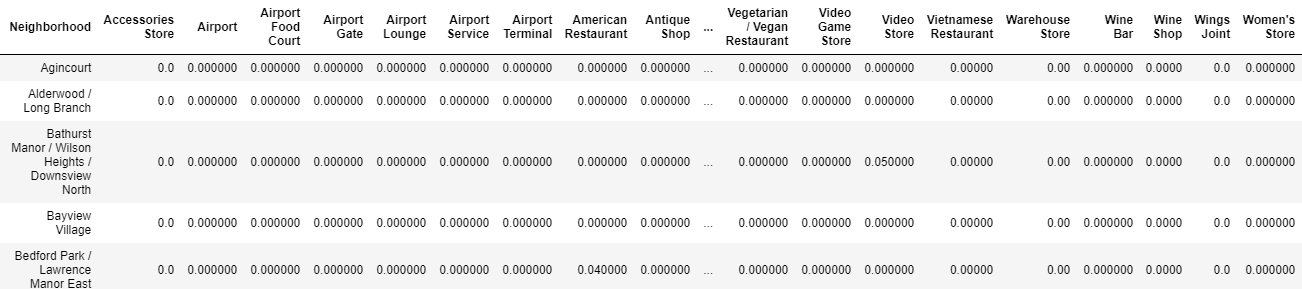 Neighborhood Accessories Store Airport Airport Food Court Airport Gate Airport Lounge Airport Service Airport Terminal American Restaurant Antique Shop ... Vegetarian / Vegan Restaurant Video Game Store Video Store Vietnamese Restaurant Warehouse Store Wine Bar Wine Shop Wings Joint Women's Store
Agincourt 0.0 0.000000 0.000000 0.000000 0.000000 0.000000 0.000000 0.000000 0.000000 ... 0.000000 0.000000 0.000000 0.00000 0.00 0.000000 0.0000 0.0 0.000000
Alderwood / Long Branch 0.0 0.000000 0.000000 0.000000 0.000000 0.000000 0.000000 0.000000 0.000000 ... 0.000000 0.000000 0.000000 0.00000 0.00 0.000000 0.0000 0.0 0.000000
Bathurst Manor / Wilson Heights / Downsview North 0.0 0.000000 0.000000 0.000000 0.000000 0.000000 0.000000 0.000000 0.000000 ... 0.000000 0.000000 0.050000 0.00000 0.00 0.000000 0.0000 0.0 0.000000
Bayview Village 0.0 0.000000 0.000000 0.000000 0.000000 0.000000 0.000000 0.000000 0.000000 ... 0.000000 0.000000 0.000000 0.00000 0.00 0.000000 0.0000 0.0 0.000000
Bedford Park / Lawrence Manor East 0.0 0.000000 0.000000 0.000000 0.000000 0.000000 0.000000 0.040000 0.000000 ... 0.000000 0.000000 0.000000 0.00000 0.00 0.000000 0.0000 0.0 0.000000